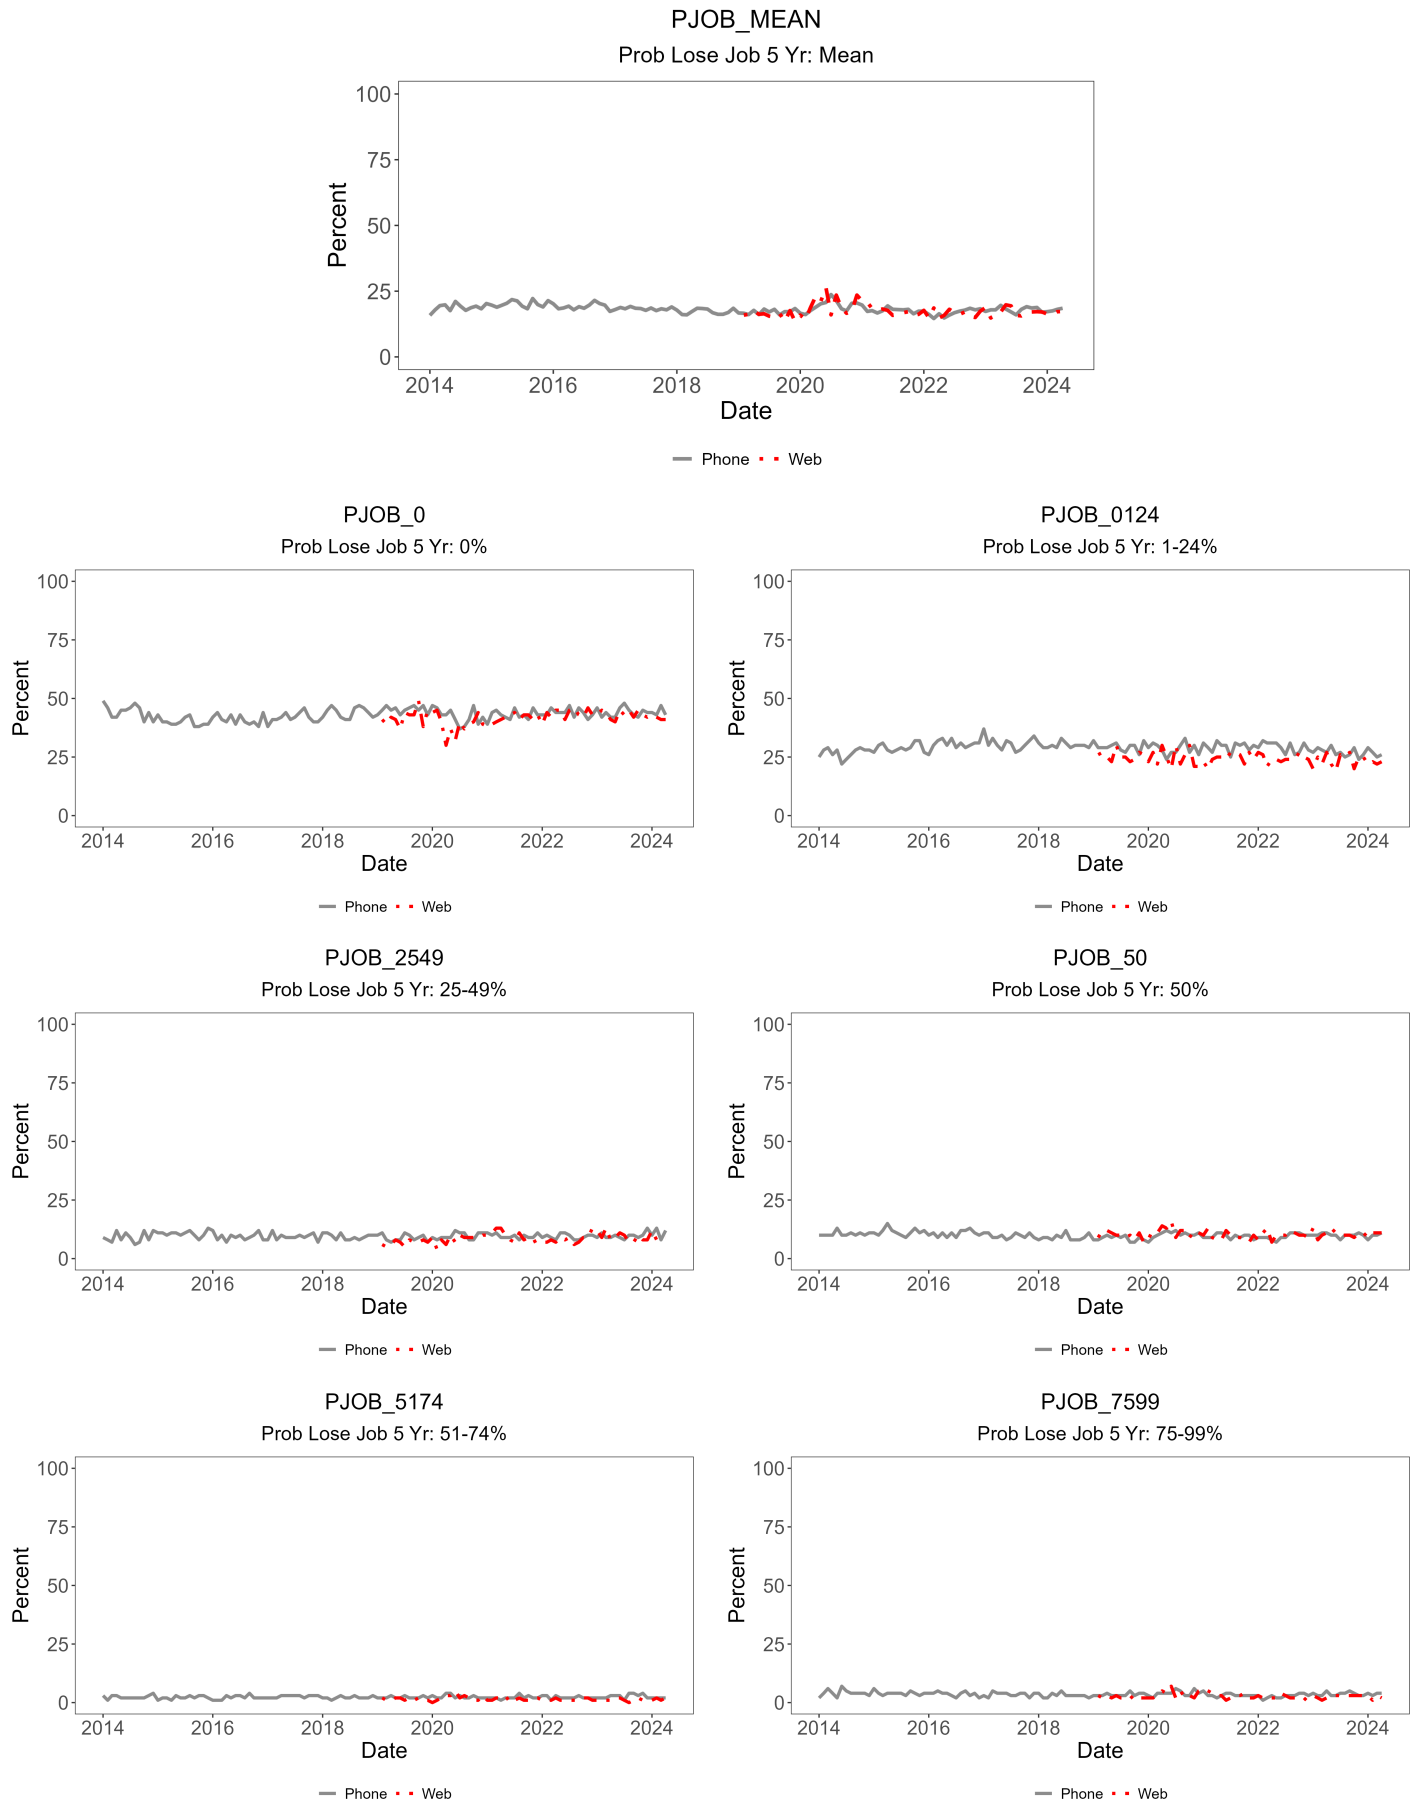 PJOB_MEAN
Prob Lose Job 5 Yr: Mean
100
75
50
25
0
Percent
2014 2016 2018 2020 2022 2024
Date
Phone Web
PJOB_0
Prob Lose Job 5 Yr: 0%
100
75
50
25
0
Percent
2014 2016 2018 2020 2022 2024
Date
Phone Web
PJOB_0124
Prob Lose Job 5 Yr: 1-24%
100
75
50
25
0
Percent
2014 2016 2018 2020 2022 2024
Date
Phone Web
PJOB_2549
Prob Lose Job 5 Yr: 25-49%
100
75
50
25
0
Percent
2014 2016 2018 2020 2022 2024
Date
Phone Web
PJOB_50
Prob Lose Job 5 Yr: 50%
100
75
50
25
0
Percent
2014 2016 2018 2020 2022 2024
Date
Phone Web
PJOB_5174
Prob Lose Job 5 Yr: 51-74%
100
75
50
25
0
Percent
2014 2016 2018 2020 2022 2024
Date
Phone Web
PJOB_7599
Prob Lose Job 5 Yr: 75-99%
100
75
50
25
0
Percent
2014 2016 2018 2020 2022 2024
Date
Phone Web